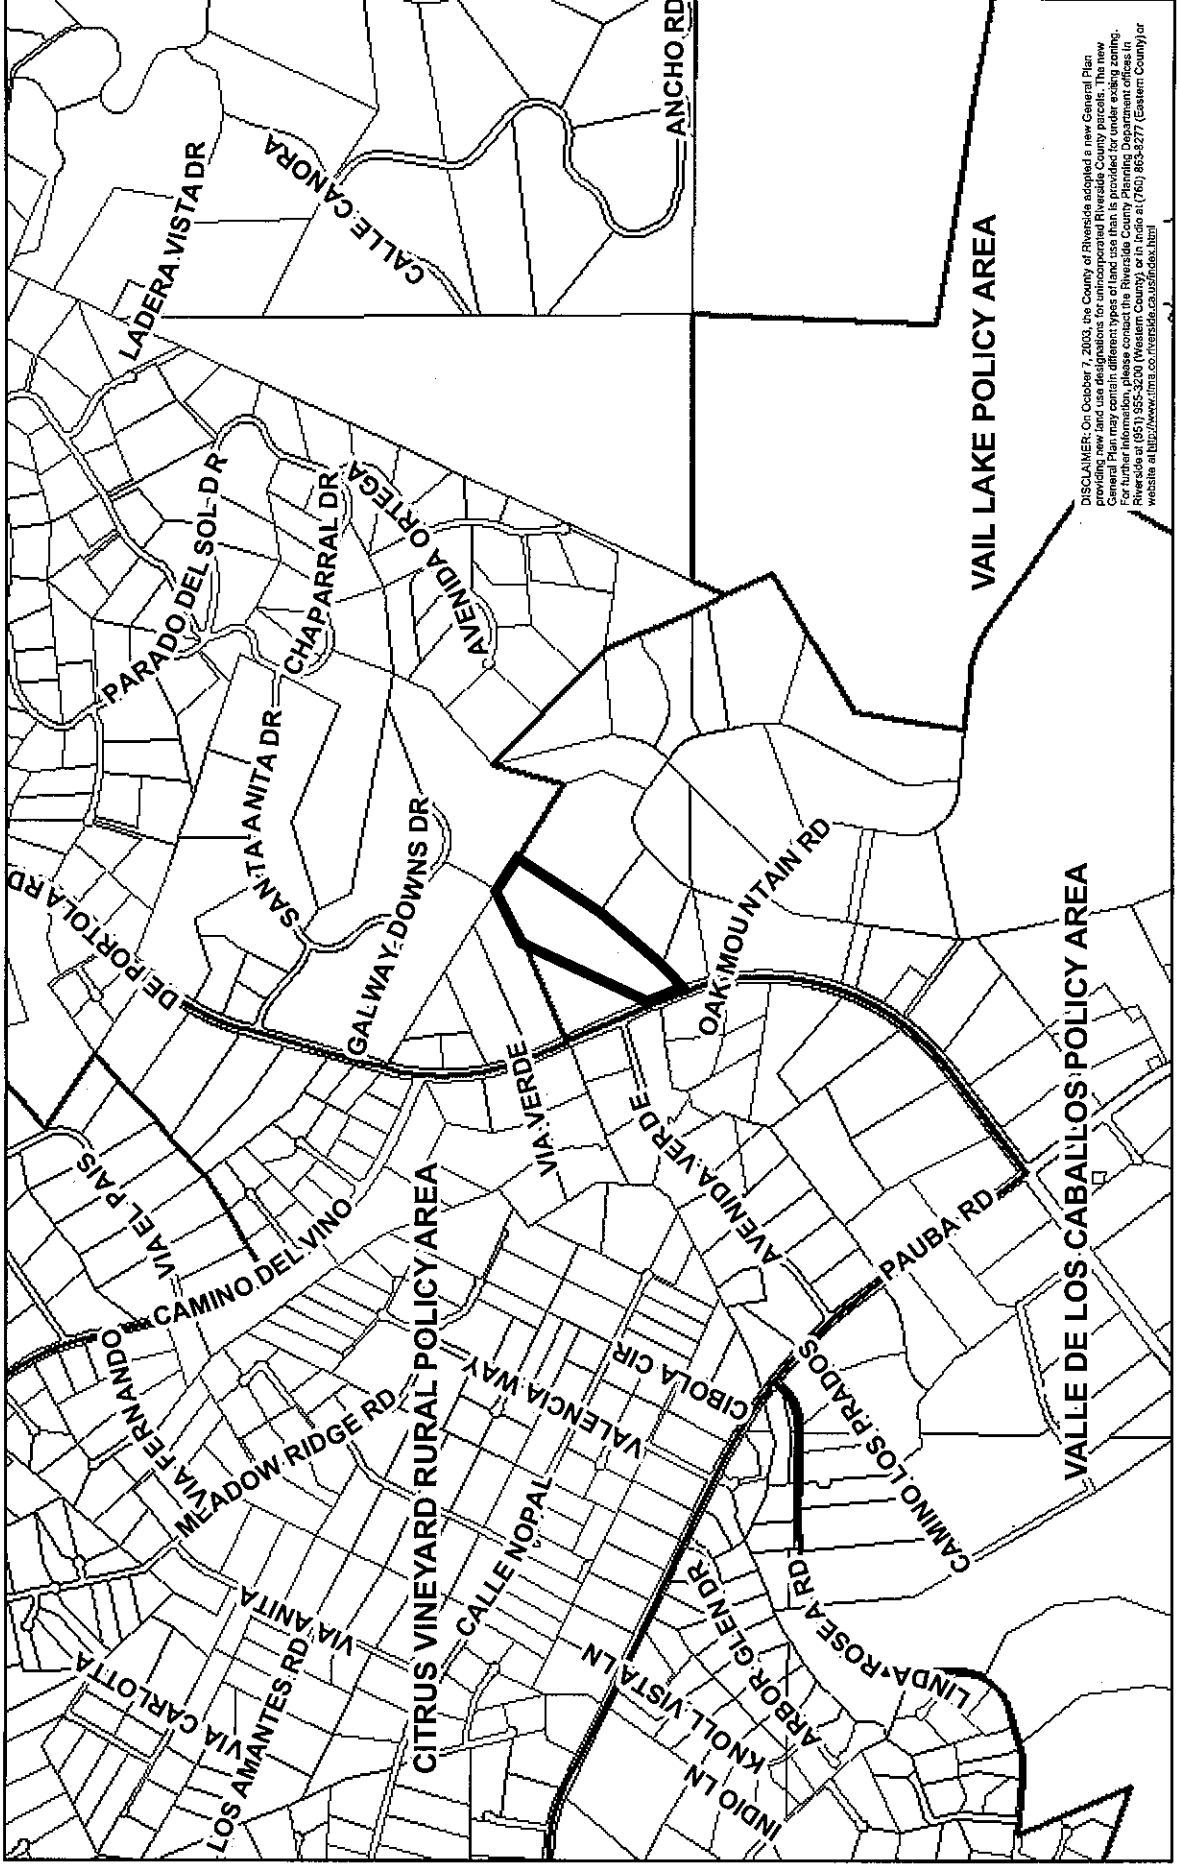 VIA CARLOTTA
LOS AMANTES RD
VIA ANITA
MEADOW RIDGE RD
VIA FERNANDO
CAMINO DEL VINO
VIA EL PAIS
DE PORTOLA RD
PARADO DEL SOL DR
LADERA VISTA DR
SANTA ANITA DR
CHAPARRAL DR
CALLE CANORA
GALWAY DOWNS DR
AVENIDA ORTEGA
AVENIDA
CITRUS VINEYARD RURAL POLICY AREA
CALLE NOPAL
VALENCIA WAY
VIA VERDE
CIBOLA CIR
AVENIDA VERDE
ANCHO RD
INDIO LN
KNOLL VISTA LN
ARBOR GLEN DR
OAK MOUNTAIN RD
LINDA ROSEA RD
CAMINO LOS PRADOS
PAUBA RD
VAIL LAKE POLICY AREA
VALLE DE LOS CABALLOS POLICY AREA
DISCLAIMER: On October 7, 2003, the County of Riverside adopted a new General Plan
providing new land use designations for unincorporated Riverside County parcels. The new
General Plan may contain different types of land use than is provided for under existing zoning.
For further information, please contact the Riverside County Planning Department offices in
Riverside at (951) 955-3200 (Western County), or in Indio at (760) 863-8277 (Eastern County) or
website at http://www.tlma.co.riverside.ca.us/index.html